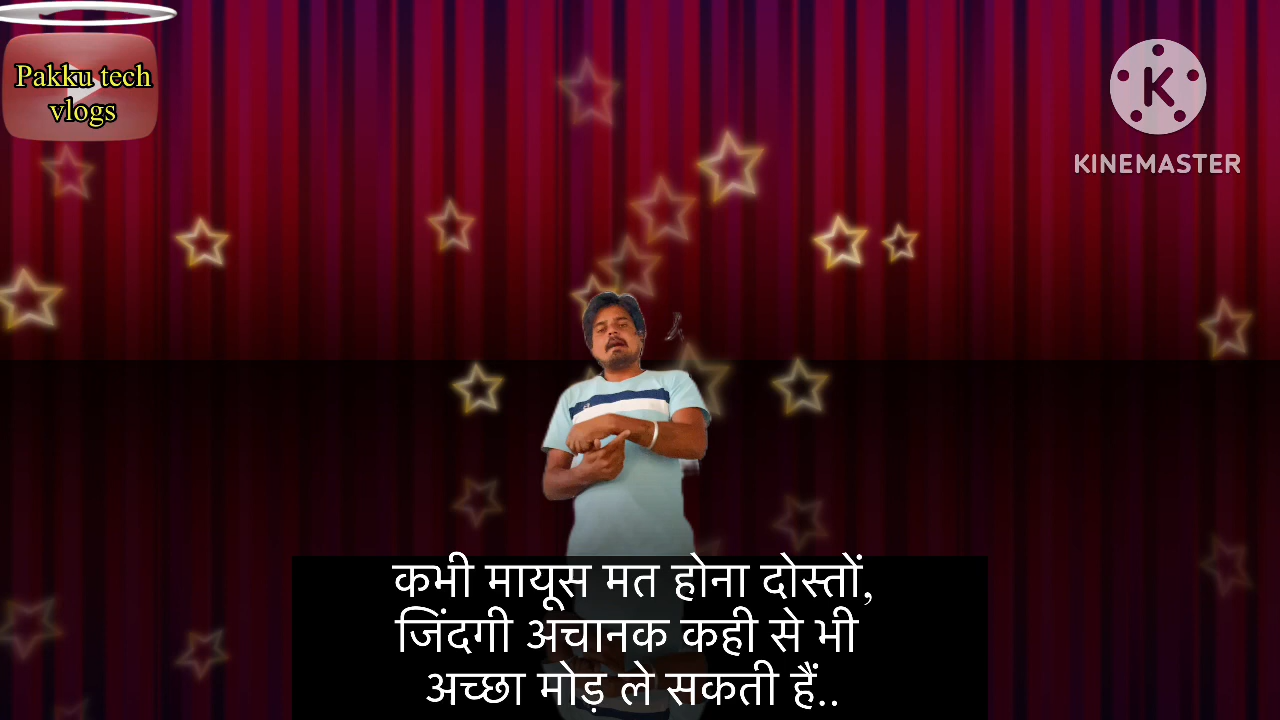 Pakku tech
vlogs
K
KINEMASTER
कभी मायूस मत होना दोस्तों,
जिंदगी अचानक कही से भी
अच्छा मोड़ ले सकती हैं..